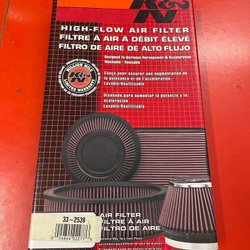 K&N
HIGH-FLOW AIR FILTER
FILTRE À AIR À DÉBIT ÉLEVÉ
FILTRO DE AIRE DE ALTO FLUJO
Designed to Increase Horsepower & Acceleration
Washable / Reusable
K&N
Conçu pour assurer une augmentation de
la puissance et de l'accélération
Lavable/Réutilisable
Diseñado para aumentar la potencia y la
aceleración
Lavable/Reutilizable
33-2539
AIR FILTER
FILTRE À AIR
DE AIRE